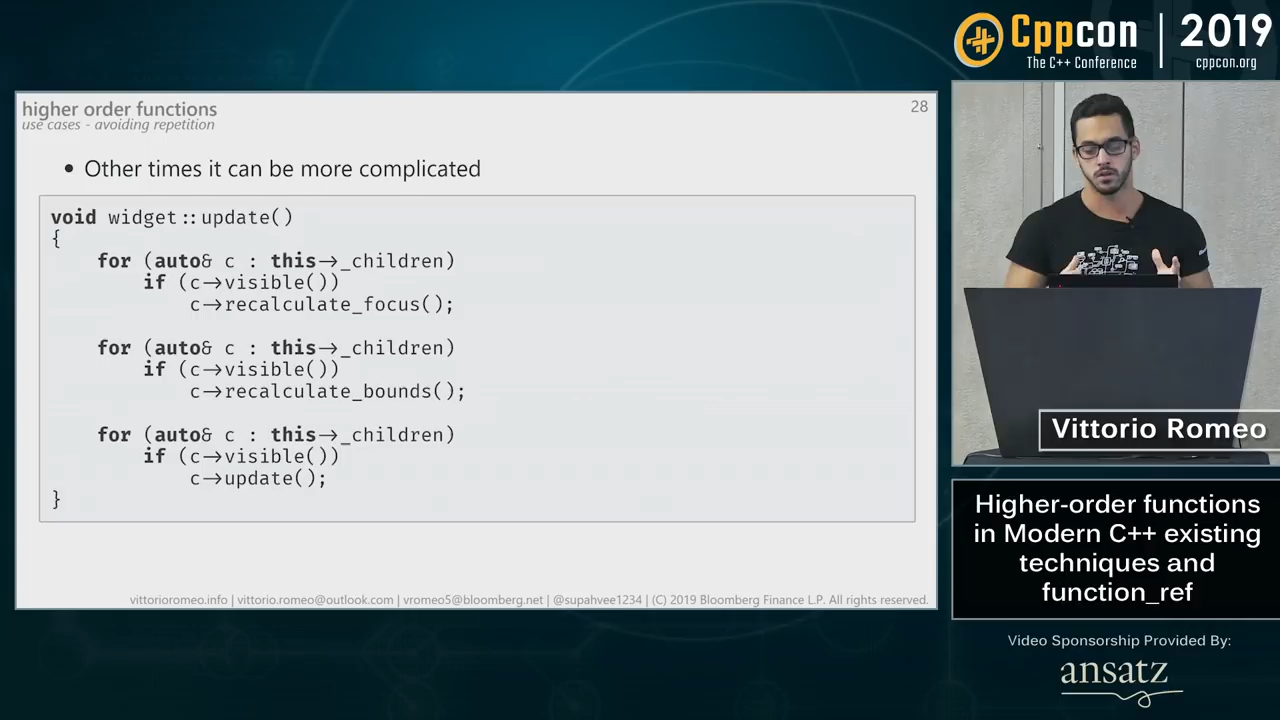 Cppcon | 2019
The C++ Conference
cppcon.org
higher order functions
use cases - avoiding repetition
28
• Other times it can be more complicated
void widget::update()
{
    for (auto& c : this->_children)
        if (c->visible())
            c->recalculate_focus();
    for (auto& c : this->_children)
        if (c->visible())
            c->recalculate_bounds();
    for (auto& c : this->_children)
        if (c->visible())
            c->update();
}
vittorioromeo.info | vittorio.romeo@outlook.com | vromeo5@bloomberg.net | @supahvee1234 | (C) 2019 Bloomberg Finance L.P. All rights reserved.
Vittorio Romeo
Higher-order functions
in Modern C++ existing
techniques and
function_ref
Video Sponsorship Provided By:
ansatz